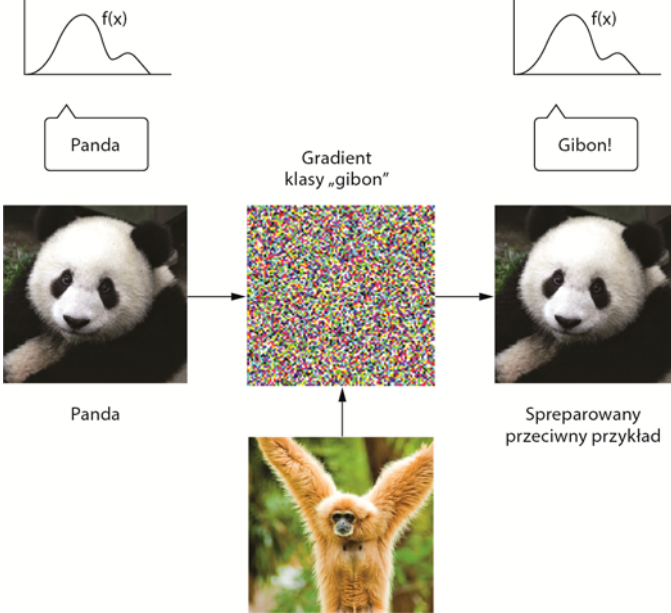 f(x)
f(x)
Panda
Gibon!
Gradient
klasy „gibon”
Panda
Spreparowany
przeciwny przykład